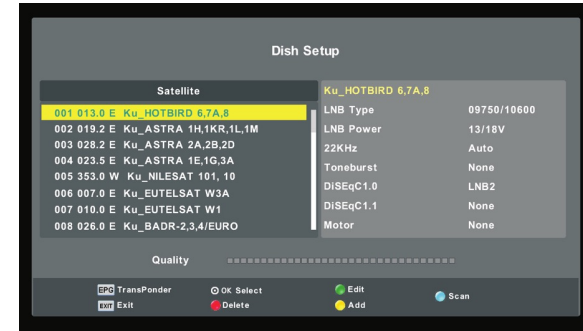 Dish Setup
Satellite
001 013.0 E Ku_HOTBIRD 6,7A,8
002 019.2 E Ku_ASTRA 1H,1KR,1L,1M
003 028.2 E Ku_ASTRA 2A,2B,2D
004 023.5 E Ku_ASTRA 1E,1G,3A
005 353.0 W Ku_NILESAT 101, 10
006 007.0 E Ku_EUTELSAT W3A
007 010.0 E Ku_EUTELSAT W1
008 026.0 E Ku_BADR-2,3,4/EURO
Ku_HOTBIRD 6,7A,8
LNB Type 09750/10600
LNB Power 13/18V
22KHz Auto
Toneburst None
DiSEqC1.0 LNB2
DiSEqC1.1 None
Motor None
Quality
EPG TransPonder OK Select Edit Scan
EXIT Exit Delete Add